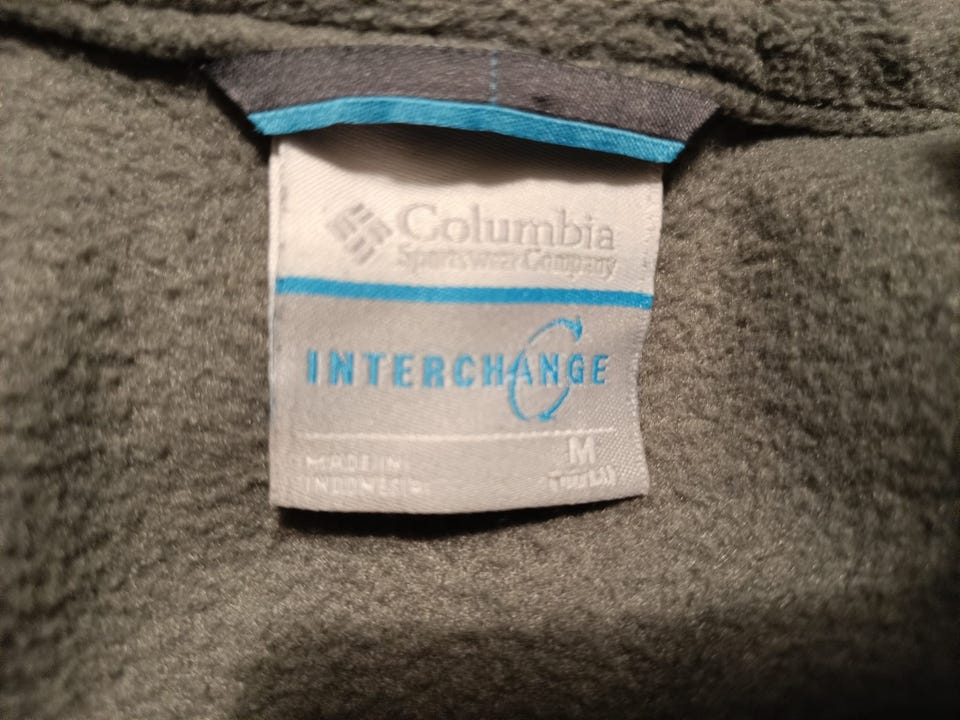 Columbia
Sportswear Company
INTERCHANGE
M
MADE IN
INDONESIA